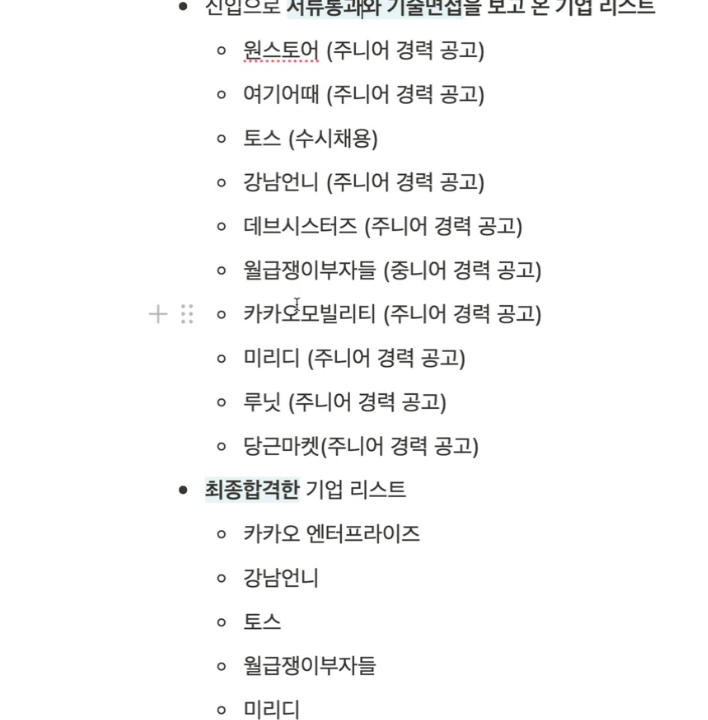 신입으로 서류통과와 기술면접을 보고 온 기업 리스트
원스토어 (주니어 경력 공고)
여기어때 (주니어 경력 공고)
토스 (수시채용)
강남언니 (주니어 경력 공고)
데브시스터즈 (주니어 경력 공고)
월급쟁이부자들 (중니어 경력 공고)
카카오모빌리티 (주니어 경력 공고)
미리디 (주니어 경력 공고)
루닛 (주니어 경력 공고)
당근마켓(주니어 경력 공고)
최종합격한 기업 리스트
카카오 엔터프라이즈
강남언니
토스
월급쟁이부자들
미리디